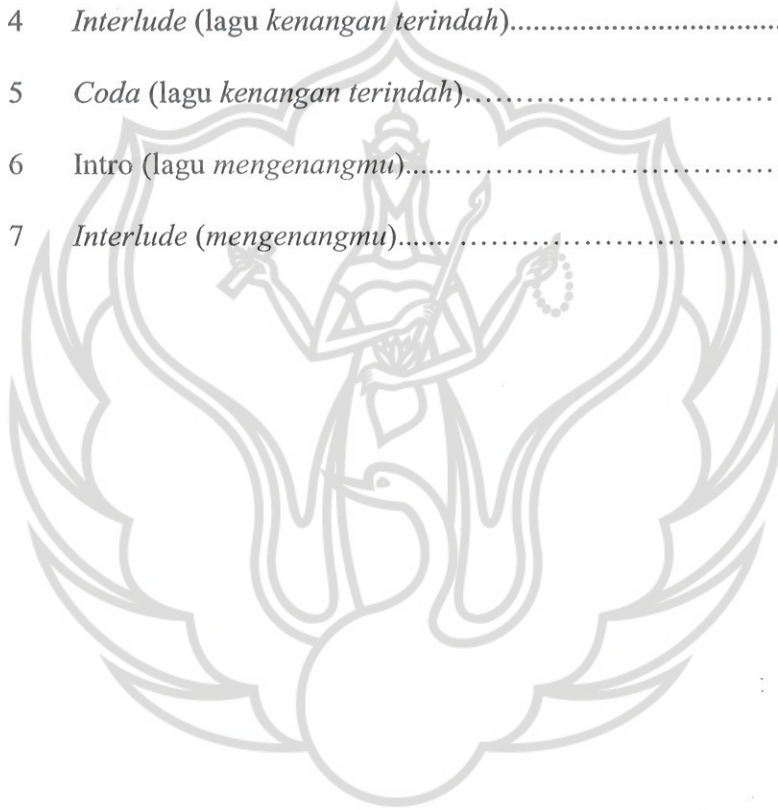 4 Interlude (lagu kenangan terindah)....................................
5 Coda (lagu kenangan terindah)..............................
6 Intro (lagu mengenangmu)....................................
7 Interlude (mengenangmu)....... ..............................